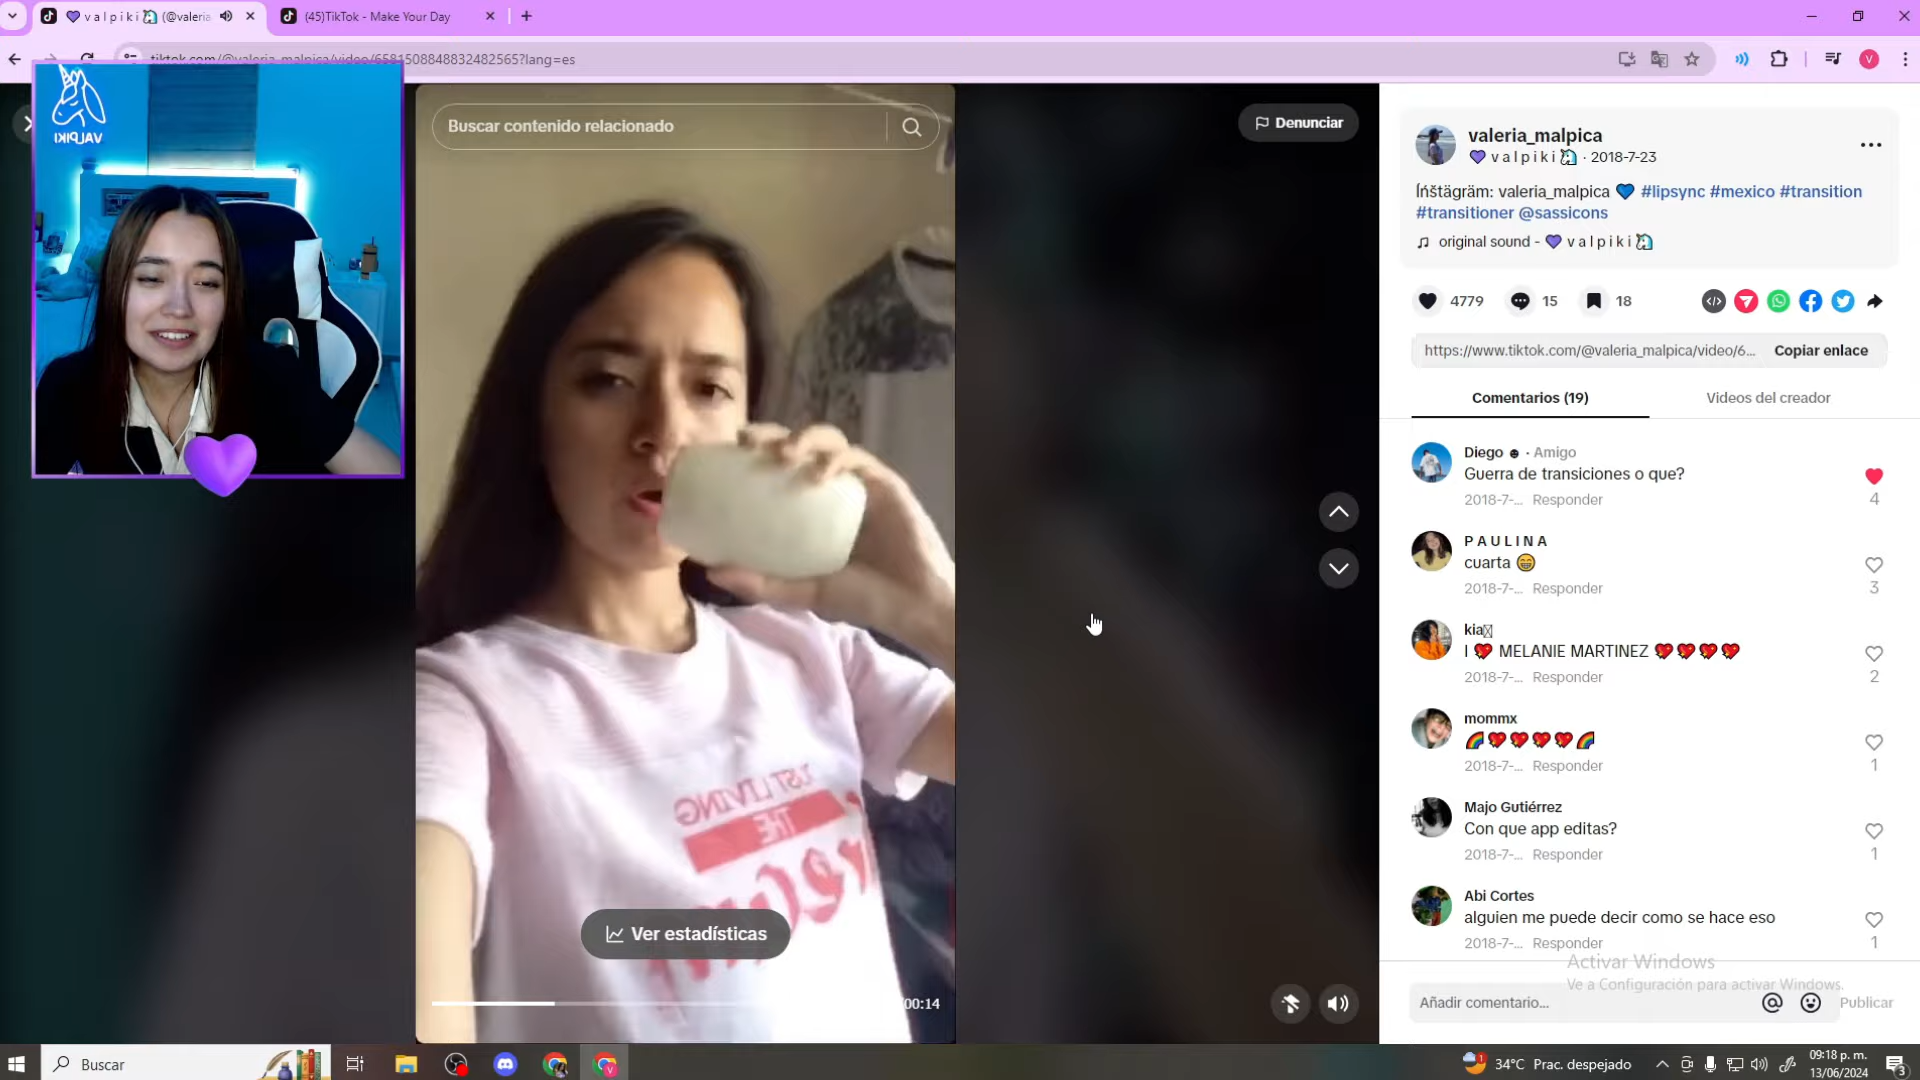 v a l p i k i (@valeria
(45)TikTok - Make Your Day
tiktok.com/@valeria_malpica/video/6581508848832482565?lang=es
VALPIKI
Buscar contenido relacionado
Denunciar
valeria_malpica
v a l p i k i · 2018-7-23
Íńštägräm: valeria_malpica 💙 #lipsync #mexico #transition
#transitioner @sassicons
original sound - 💜 v a l p i k i
4779
15
18
https://www.tiktok.com/@valeria_malpica/video/6...
Copiar enlace
Comentarios (19)
Videos del creador
Diego ☻ · Amigo
Guerra de transiciones o que?
2018-7-... Responder
4
P A U L I N A
cuarta 😁
2018-7-... Responder
3
kia
I 💖 MELANIE MARTINEZ 💖💖💖💖
2018-7-... Responder
2
mommx
🌈💖💖💖💖🌈
2018-7-... Responder
1
Majo Gutiérrez
Con que app editas?
2018-7-... Responder
1
Abi Cortes
alguien me puede decir como se hace eso
2018-7-... Responder
1
LIVING
THE
Ver estadísticas
00:14
Activar Windows
Ve a Configuración para activar Windows.
Añadir comentario...
Publicar
Buscar
34°C Prac. despejado
09:18 p. m.
13/06/2024
3